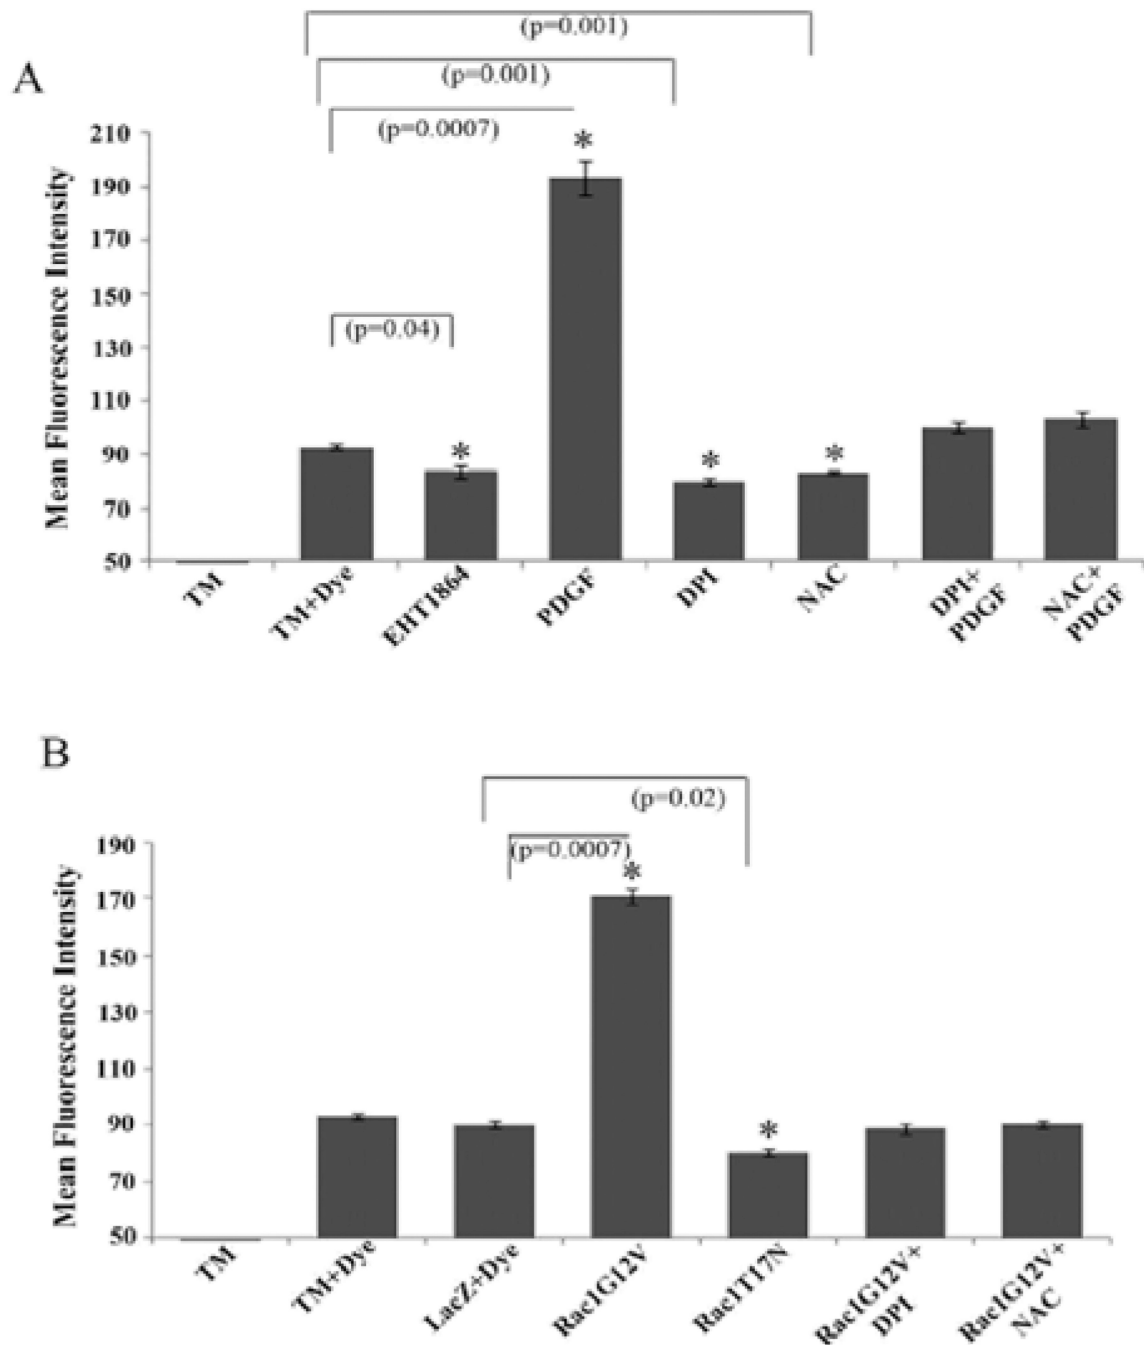 (p=0.001)
A
(p=0.001)
(p=0.0007)
*
210
190
170
150
130
110
90
70
50
Mean Fluorescence Intensity
(p=0.04)
*
*
*
TM
TM+Dye
EHT1864
PDGF
DPI
NAC
DPI+
PDGF
NAC+
PDGF
B
(p=0.02)
(p=0.0007)
*
190
170
150
130
110
90
70
50
Mean Fluorescence Intensity
*
TM
TM+Dye
LacZ+Dye
Rac1G12V
Rac1T17N
Rac1G12V+
DPI
Rac1G12V+
NAC